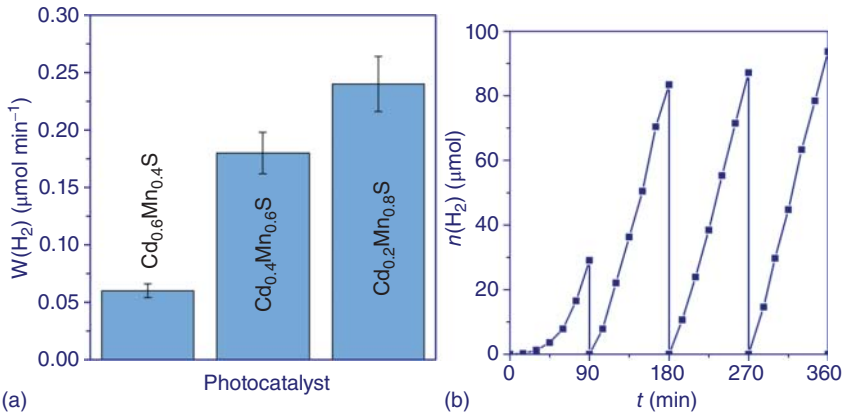 0.30
0.25
0.20
0.15
0.10
0.05
0.00
W(H₂) (μmol min⁻¹)
Cd₀.₆Mn₀.₄S
Cd₀.₄Mn₀.₆S
Cd₀.₂Mn₀.₈S
Photocatalyst
(a)
100
80
60
40
20
0
n(H₂) (μmol)
0 90 180 270 360
t (min)
(b)